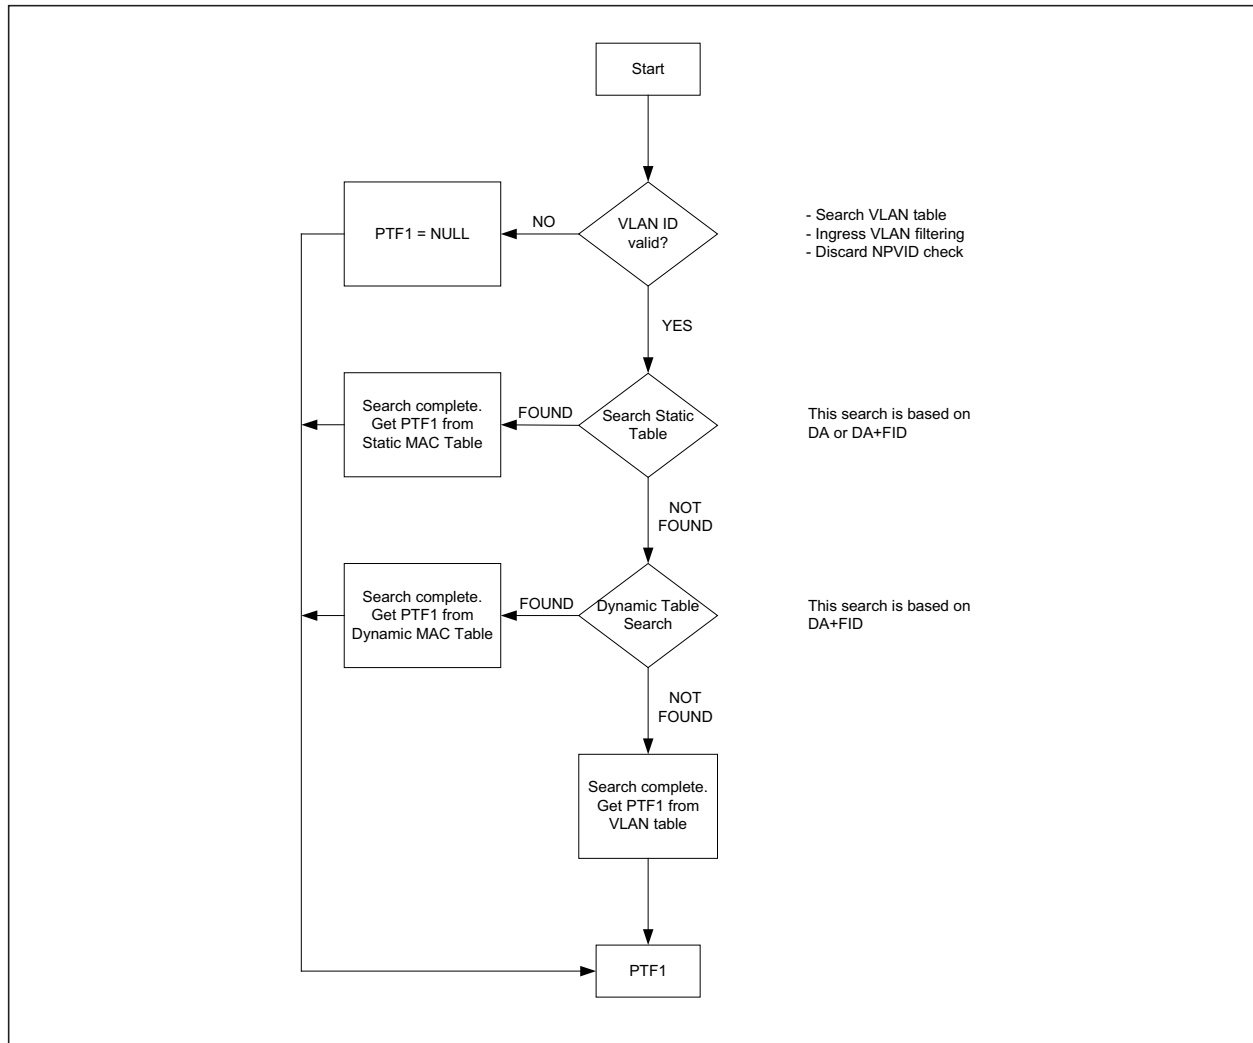 Start
PTF1 = NULL
NO
VLAN ID
valid?
- Search VLAN table
- Ingress VLAN filtering
- Discard NPVID check
YES
Search complete.
Get PTF1 from
Static MAC Table
FOUND
Search Static
Table
This search is based on
DA or DA+FID
NOT
FOUND
Search complete.
Get PTF1 from
Dynamic MAC Table
FOUND
Dynamic Table
Search
This search is based on
DA+FID
NOT
FOUND
Search complete.
Get PTF1 from
VLAN table
PTF1